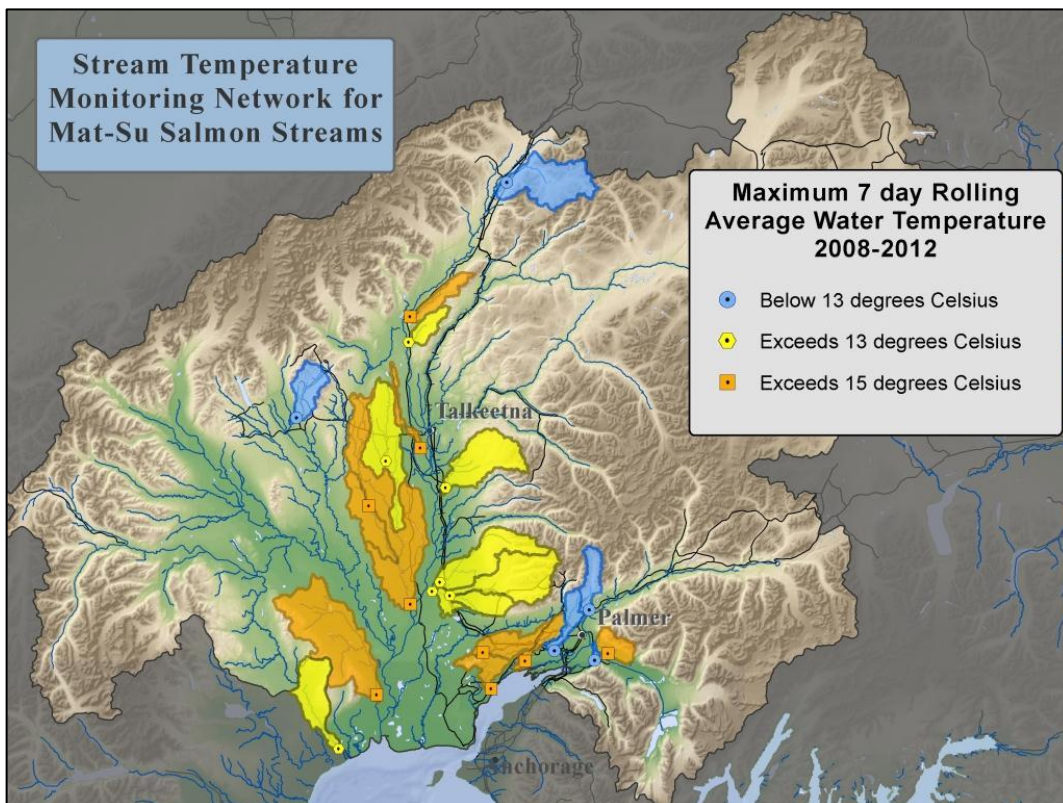 Stream Temperature
Monitoring Network for
Mat-Su Salmon Streams
Maximum 7 day Rolling
Average Water Temperature
2008-2012
Below 13 degrees Celsius
Exceeds 13 degrees Celsius
Exceeds 15 degrees Celsius
Talkeetna
Palmer
Anchorage